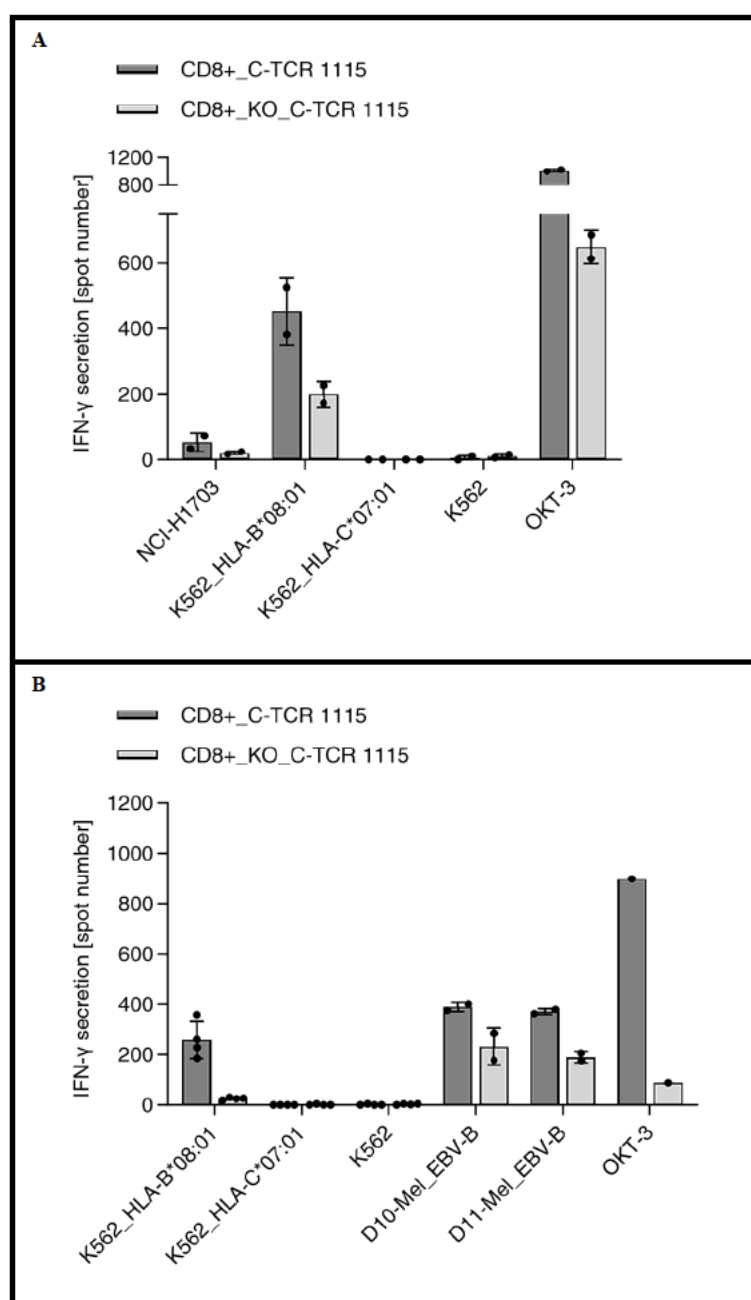 A
CD8+_C-TCR 1115
CD8+_KO_C-TCR 1115
IFN-γ secretion [spot number]
1200
800
600
400
200
0
NCI-H1703
K562_HLA-B*08:01
K562_HLA-C*07:01
K562
OKT-3
B
CD8+_C-TCR 1115
CD8+_KO_C-TCR 1115
IFN-γ secretion [spot number]
1200
1000
800
600
400
200
0
K562_HLA-B*08:01
K562_HLA-C*07:01
K562
D10-Mel_EBV-B
D11-Mel_EBV-B
OKT-3